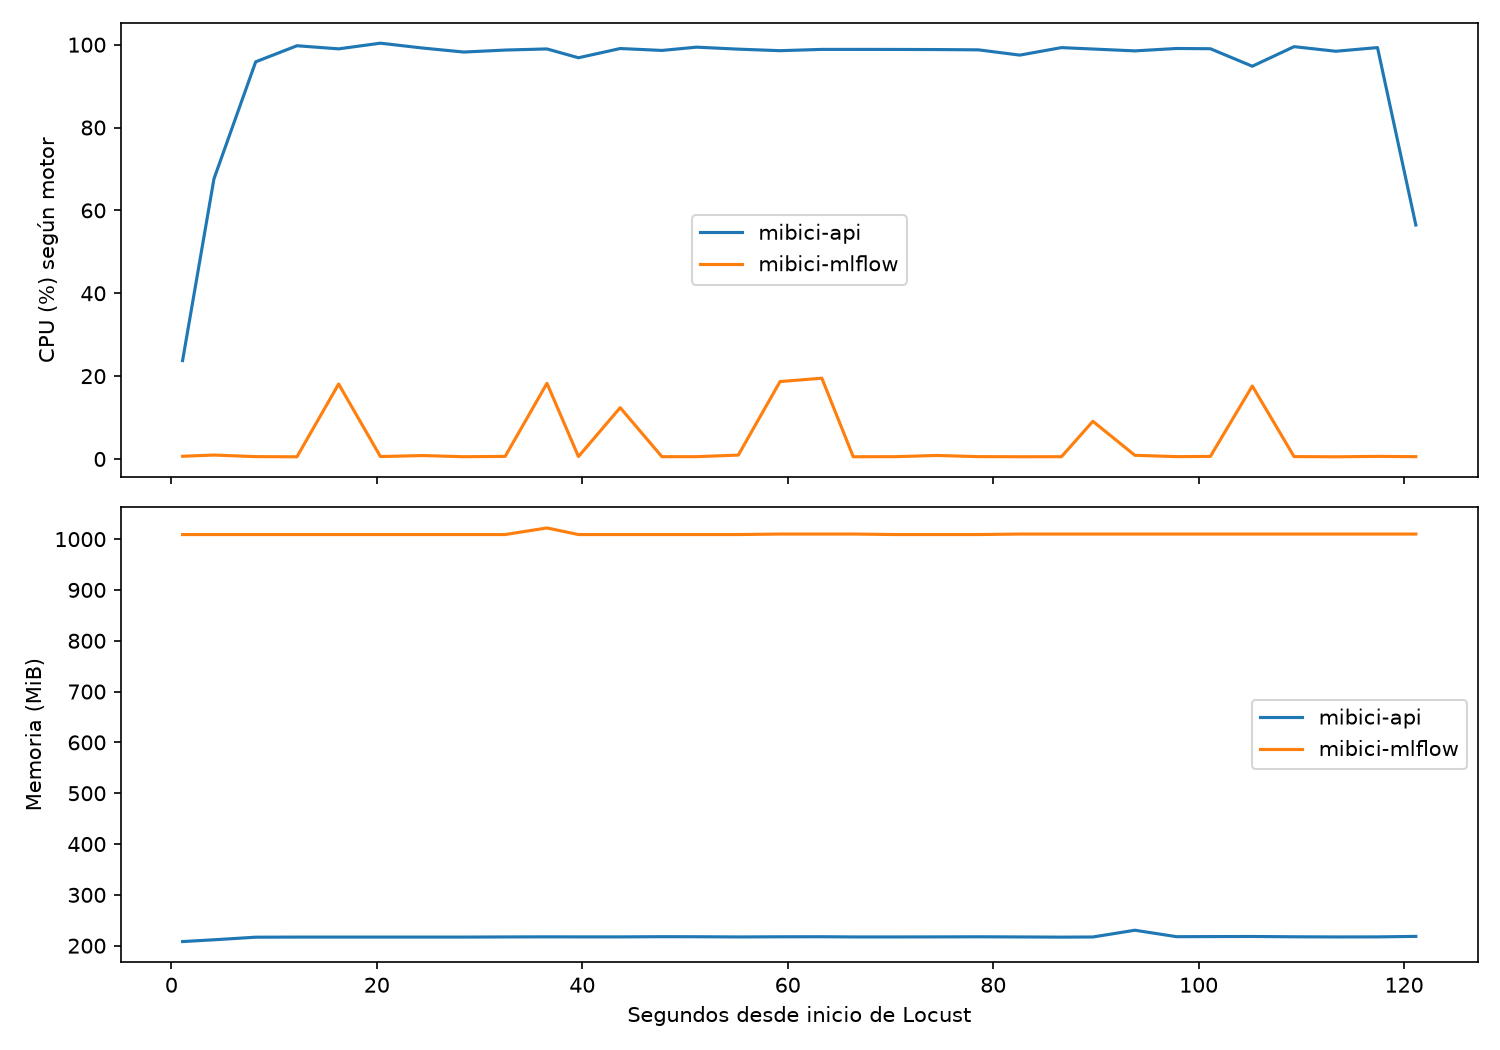 100
80
60
40
20
0
CPU (%) según motor
mibici-api
mibici-mlflow
1000
900
800
700
600
500
400
300
200
Memoria (MiB)
mibici-api
mibici-mlflow
0 20 40 60 80 100 120
Segundos desde inicio de Locust